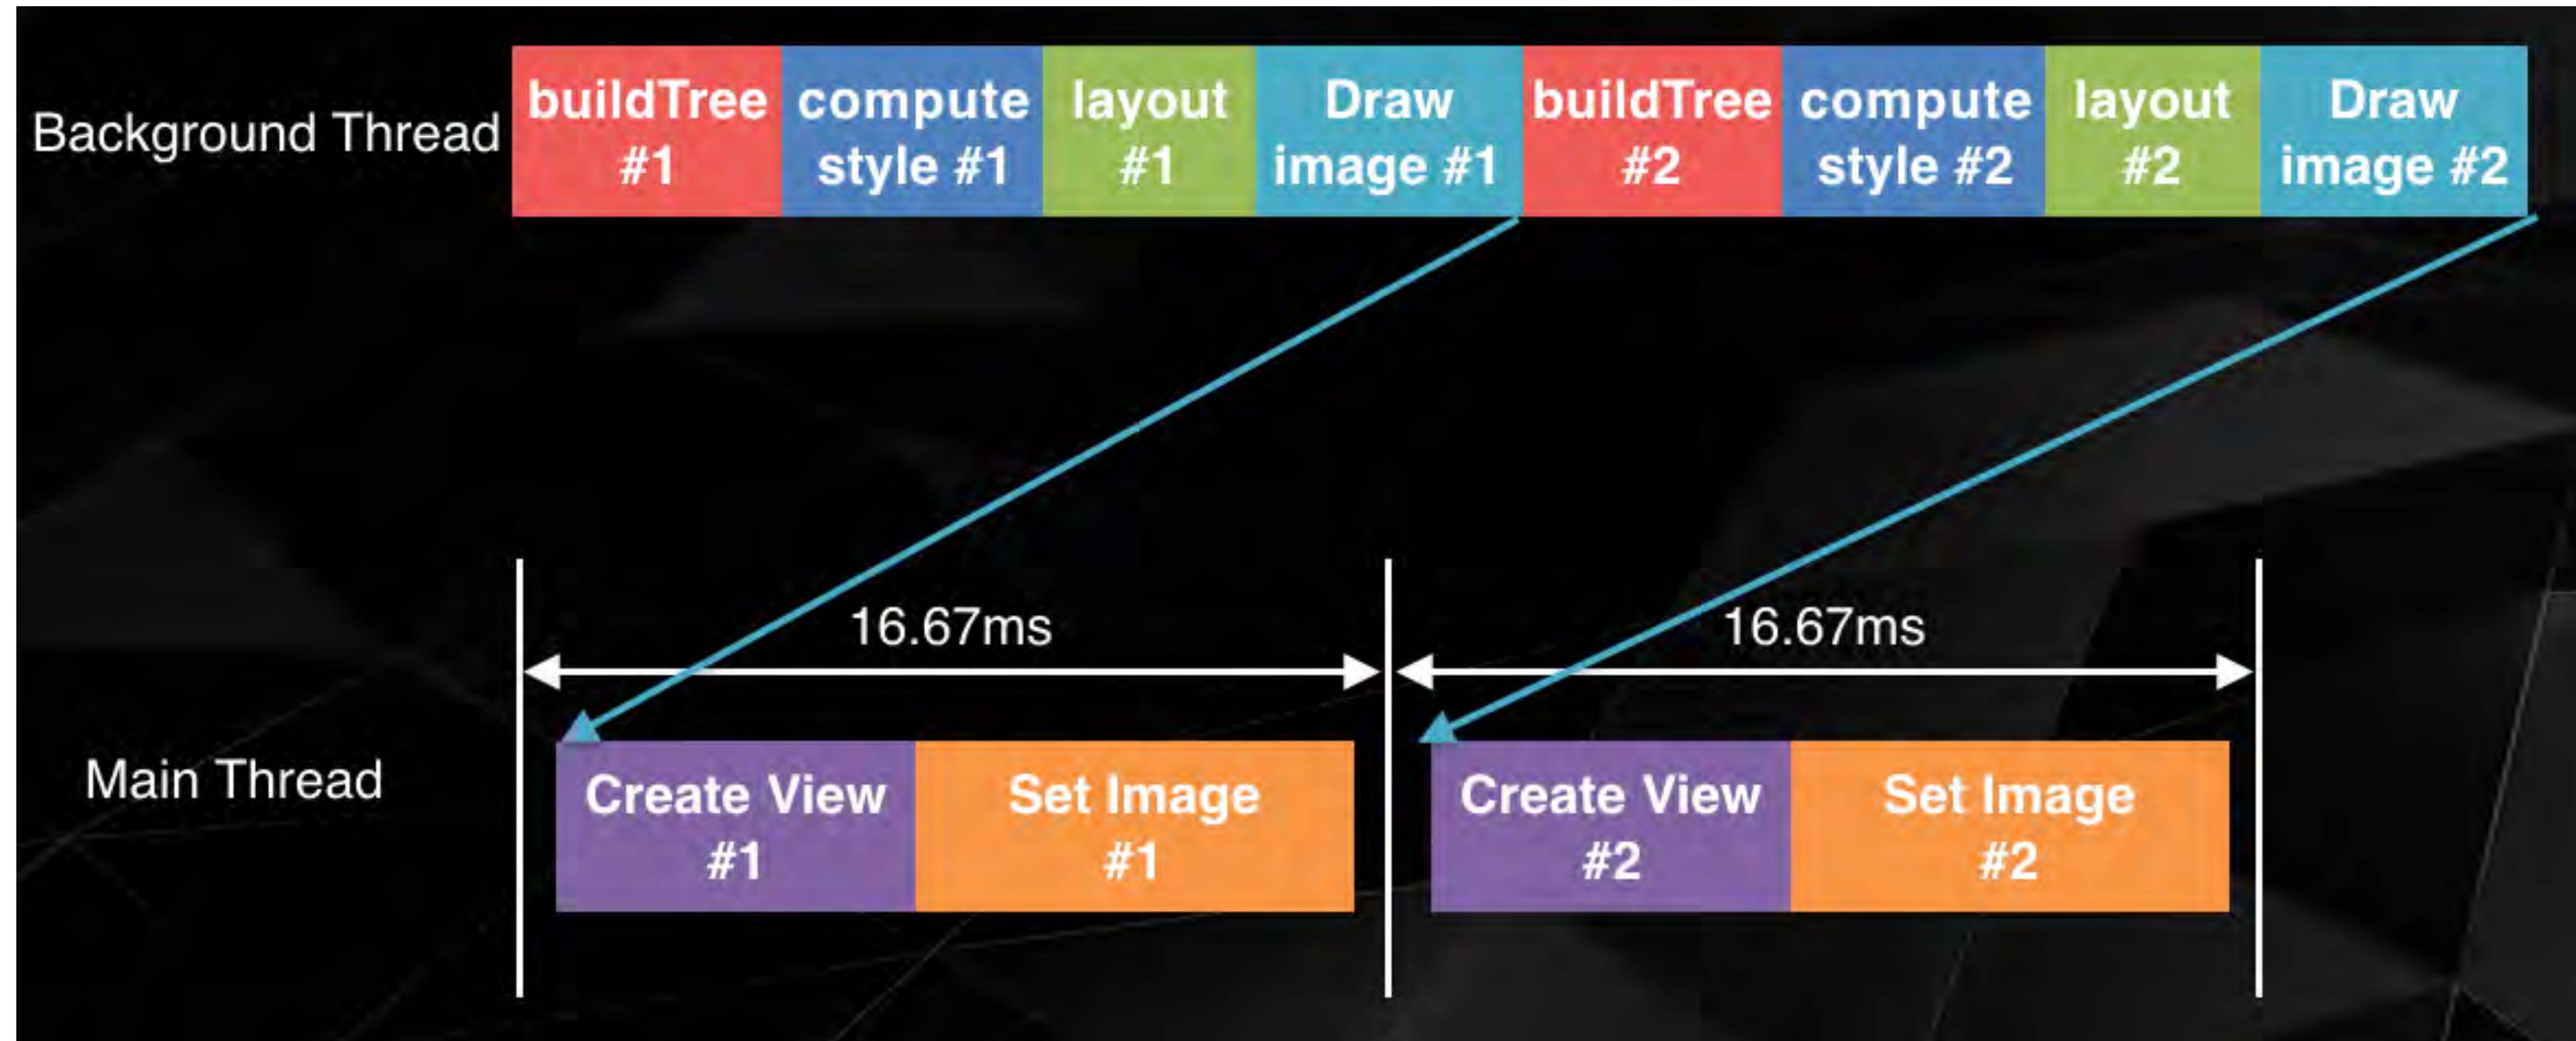 Background Thread
buildTree
#1
compute
style #1
layout
#1
Draw
image #1
buildTree
#2
compute
style #2
layout
#2
Draw
image #2
16.67ms
16.67ms
Main Thread
Create View
#1
Set Image
#1
Create View
#2
Set Image
#2